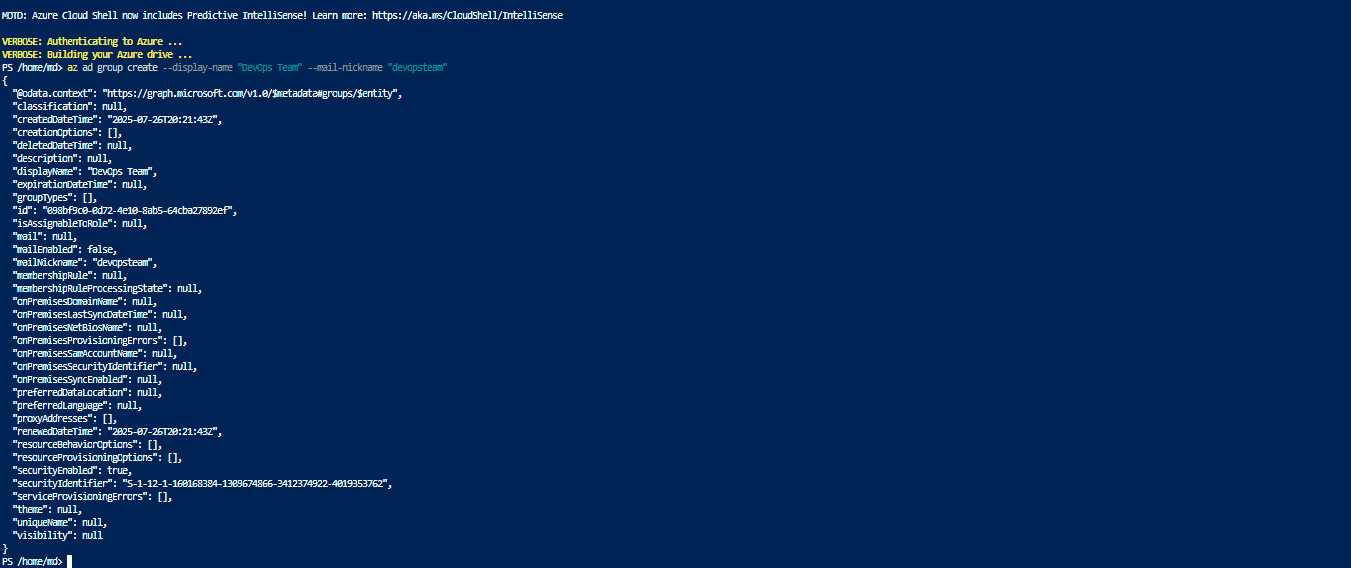 MOTD: Azure Cloud Shell now includes Predictive IntelliSense! Learn more: https://aka.ms/CloudShell/IntelliSense
VERBOSE: Authenticating to Azure ...
VERBOSE: Building your Azure drive ...
PS /home/md> az ad group create --display-name "DevOps Team" --mail-nickname "devopsteam"
{
  "@odata.context": "https://graph.microsoft.com/v1.0/$metadata#groups/$entity",
  "classification": null,
  "createdDateTime": "2025-07-26T20:21:43Z",
  "creationOptions": [],
  "deletedDateTime": null,
  "description": null,
  "displayName": "DevOps Team",
  "expirationDateTime": null,
  "groupTypes": [],
  "id": "098bf9c0-0d72-4e10-8ab5-64cba27892ef",
  "isAssignableToRole": null,
  "mail": null,
  "mailEnabled": false,
  "mailNickname": "devopsteam",
  "membershipRule": null,
  "membershipRuleProcessingState": null,
  "onPremisesDomainName": null,
  "onPremisesLastSyncDateTime": null,
  "onPremisesNetBiosName": null,
  "onPremisesProvisioningErrors": [],
  "onPremisesSamAccountName": null,
  "onPremisesSecurityIdentifier": null,
  "onPremisesSyncEnabled": null,
  "preferredDataLocation": null,
  "preferredLanguage": null,
  "proxyAddresses": [],
  "renewedDateTime": "2025-07-26T20:21:43Z",
  "resourceBehaviorOptions": [],
  "resourceProvisioningOptions": [],
  "securityEnabled": true,
  "securityIdentifier": "S-1-12-1-160168384-1309674866-3412374922-4019353762",
  "serviceProvisioningErrors": [],
  "theme": null,
  "uniqueName": null,
  "visibility": null
}
PS /home/md>